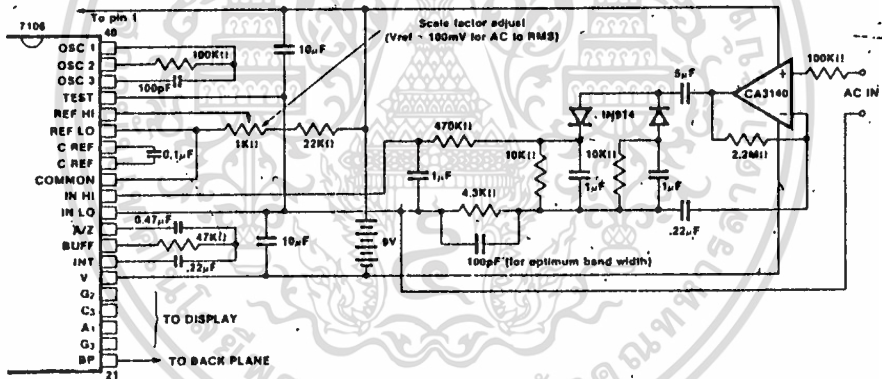 To pin 1
7106
40
OSC 1
OSC 2
OSC 3
TEST
REF HI
REF LO
C REF
C REF
COMMON
IN HI
IN LO
A/Z
BUFF
INT
V
G2
C3
A1
G3
BP
21
100KΩ
100pF
0.1µF
0.47µF
47KΩ
.22µF
TO DISPLAY
TO BACK PLANE
10µF
Scale factor adjust
(Vref ~ 100mV for AC to RMS)
1KΩ
22KΩ
10µF
9V
1µF
470KΩ
4.3KΩ
100pF (for optimum band width)
10KΩ
IN914
1µF
10KΩ
1µF
5µF
CA3140
+
−
2.2MΩ
.22µF
100KΩ
AC IN